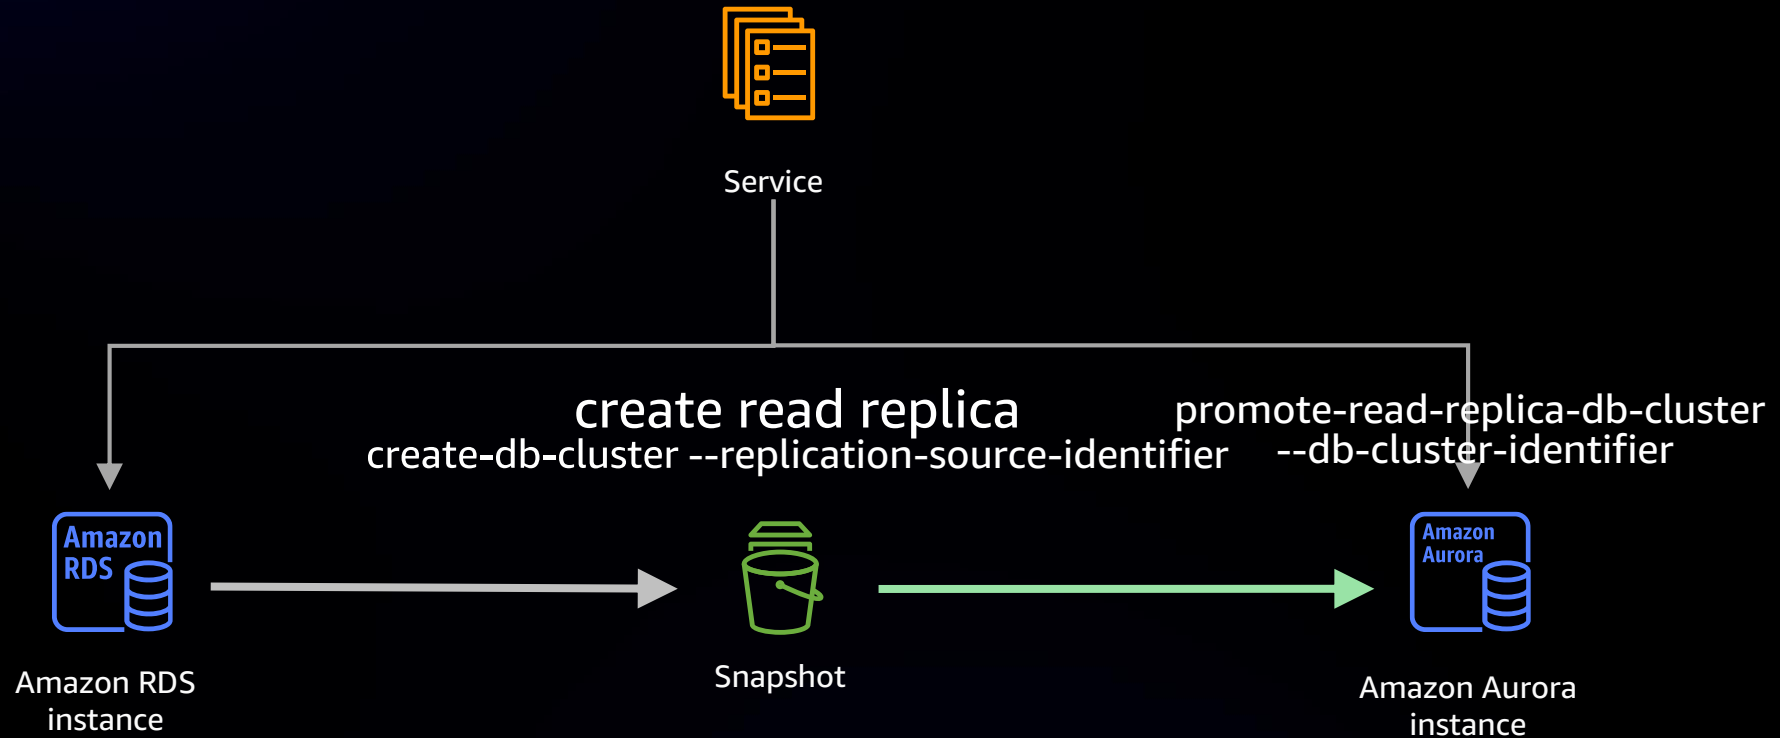 Service
create read replica
create-db-cluster --replication-source-identifier
promote-read-replica-db-cluster
--db-cluster-identifier
Amazon
RDS
Amazon
Aurora
Amazon RDS
instance
Snapshot
Amazon Aurora
instance